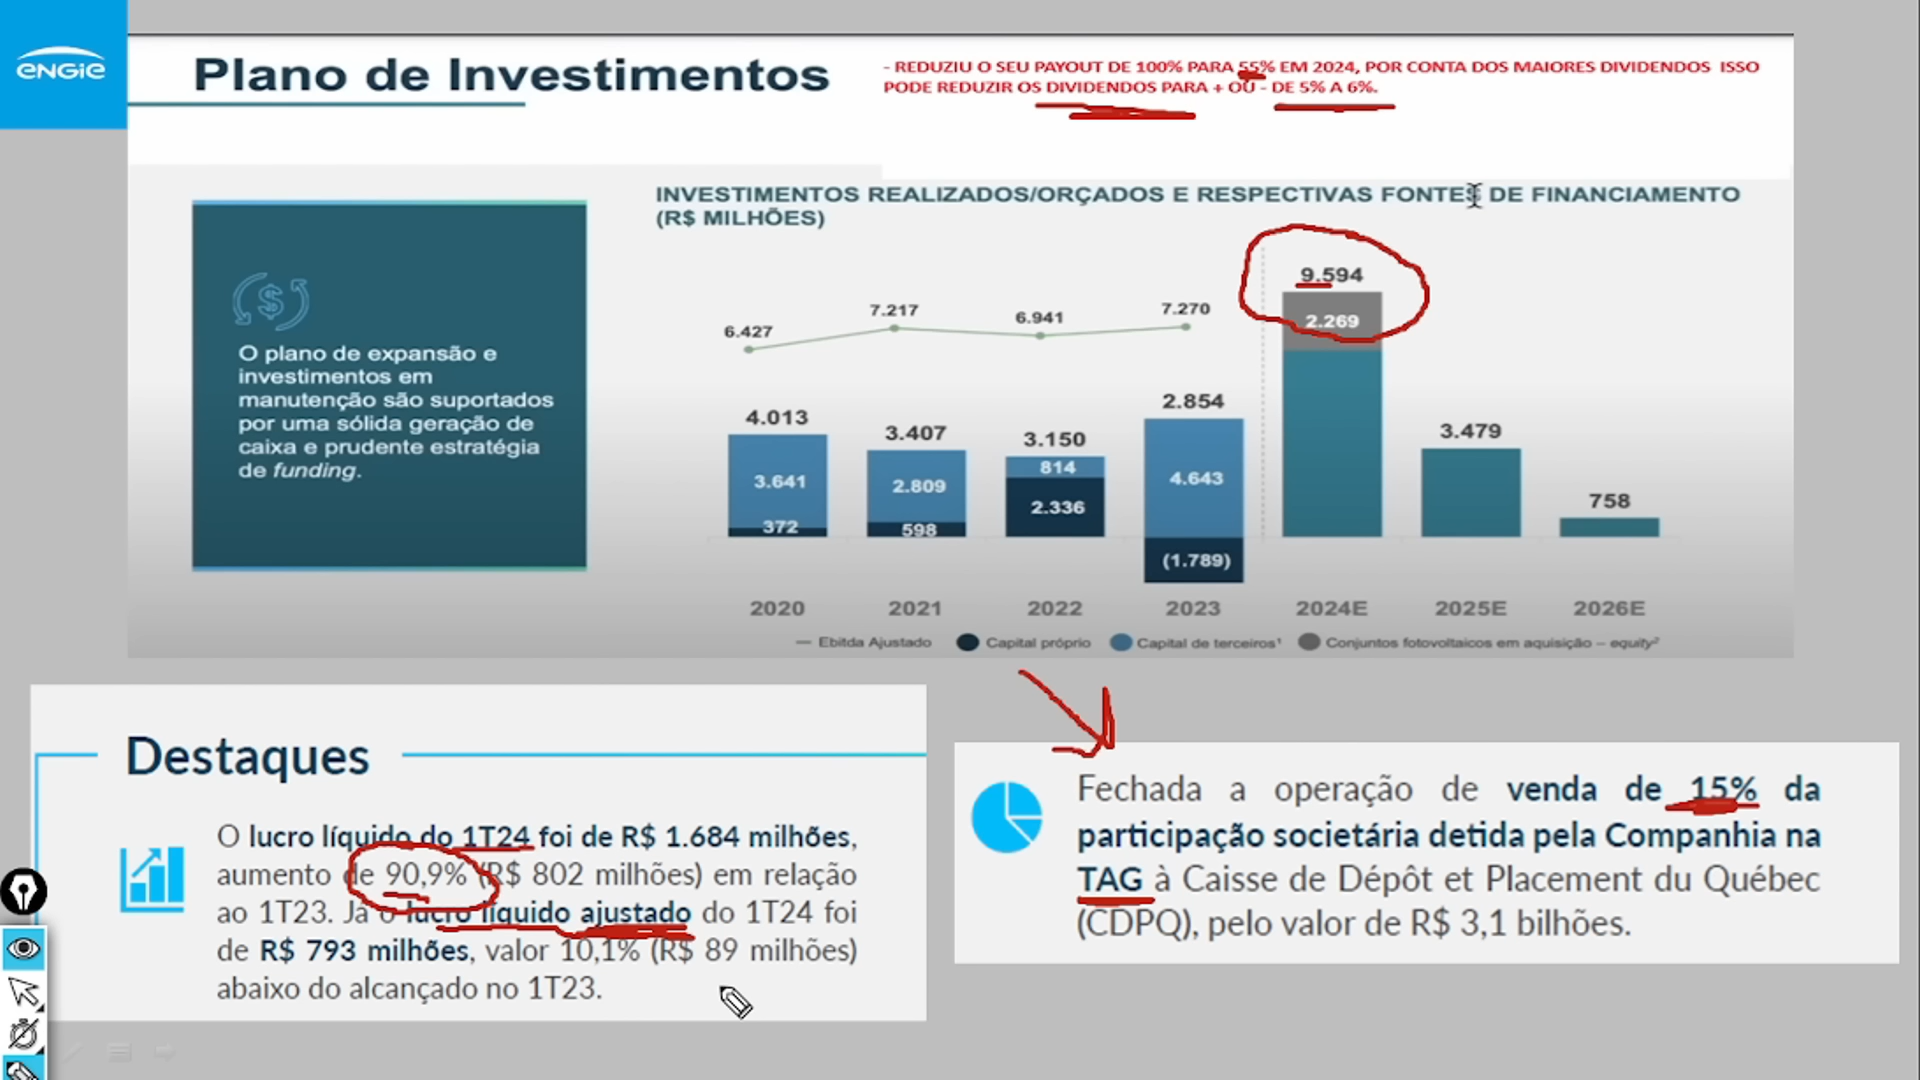 ENGIE
Plano de Investimentos
- REDUZIU O SEU PAYOUT DE 100% PARA 55% EM 2024, POR CONTA DOS MAIORES DIVIDENDOS ISSO
PODE REDUZIR OS DIVIDENDOS PARA + OU - DE 5% A 6%.
INVESTIMENTOS REALIZADOS/ORÇADOS E RESPECTIVAS FONTES DE FINANCIAMENTO
(R$ MILHÕES)
O plano de expansão e
investimentos em
manutenção são suportados
por uma sólida geração de
caixa e prudente estratégia
de funding.
6.427
7.217
6.941
7.270
9.594
2.269
4.013
3.407
3.150
2.854
3.479
758
3.641
2.809
814
4.643
372
598
2.336
(1.789)
2020 2021 2022 2023 2024E 2025E 2026E
— Ebitda Ajustado Capital próprio Capital de terceiros¹ Conjuntos fotovoltaicos em aquisição – equity²
Destaques
O lucro líquido do 1T24 foi de R$ 1.684 milhões,
aumento de 90,9% (R$ 802 milhões) em relação
ao 1T23. Já o lucro líquido ajustado do 1T24 foi
de R$ 793 milhões, valor 10,1% (R$ 89 milhões)
abaixo do alcançado no 1T23.
Fechada a operação de venda de 15% da
participação societária detida pela Companhia na
TAG à Caisse de Dépôt et Placement du Québec
(CDPQ), pelo valor de R$ 3,1 bilhões.